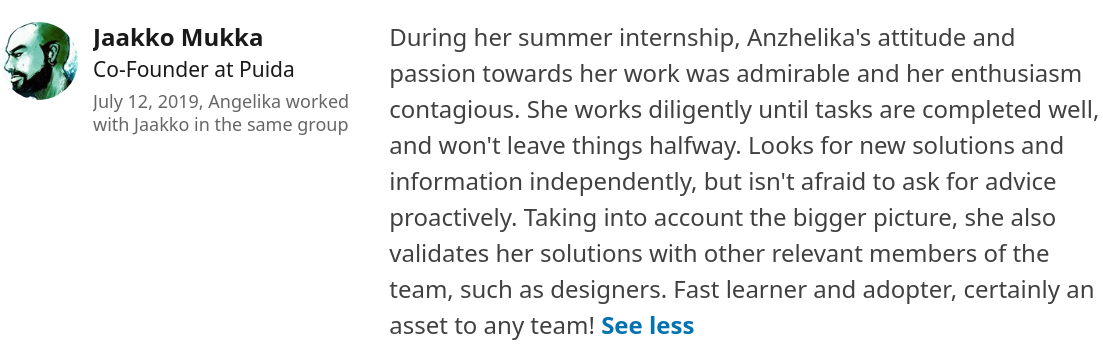 Jaakko Mukka
Co-Founder at Puida
July 12, 2019, Angelika worked
with Jaakko in the same group
During her summer internship, Anzhelika's attitude and
passion towards her work was admirable and her enthusiasm
contagious. She works diligently until tasks are completed well,
and won't leave things halfway. Looks for new solutions and
information independently, but isn't afraid to ask for advice
proactively. Taking into account the bigger picture, she also
validates her solutions with other relevant members of the
team, such as designers. Fast learner and adopter, certainly an
asset to any team! See less